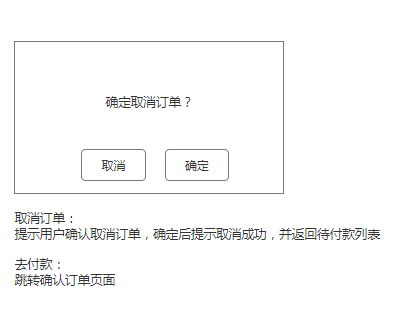 确定取消订单？
取消
确定
取消订单：
提示用户确认取消订单，确定后提示取消成功，并返回待付款列表
去付款：
跳转确认订单页面